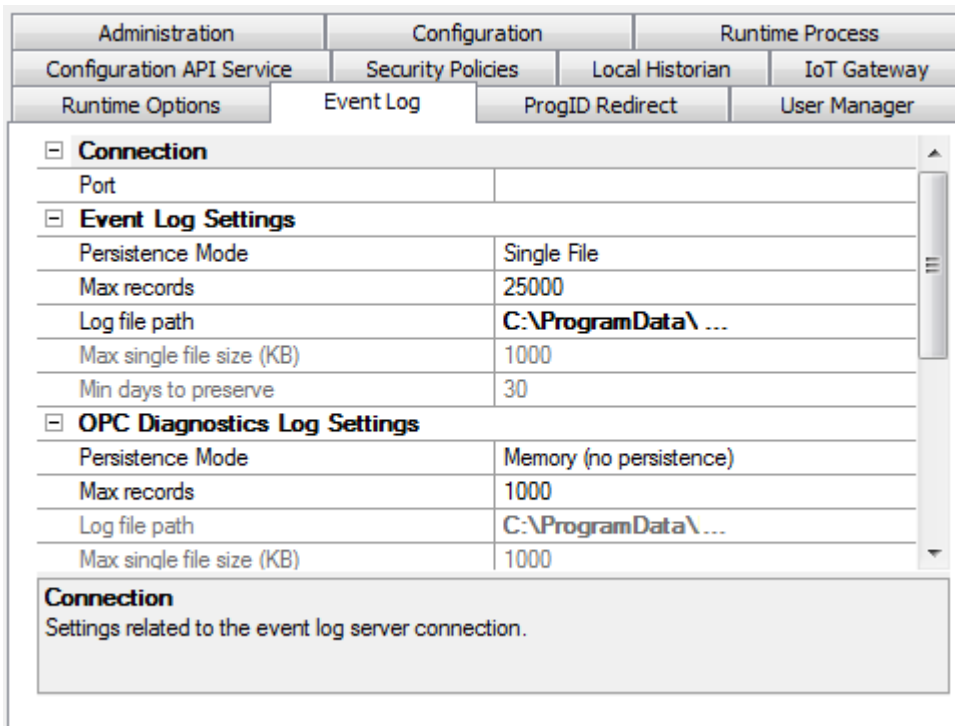 Administration Configuration Runtime Process
Configuration API Service Security Policies Local Historian IoT Gateway
Runtime Options Event Log ProgID Redirect User Manager
Connection
Port
Event Log Settings
Persistence Mode Single File
Max records 25000
Log file path C:\ProgramData\ ...
Max single file size (KB) 1000
Min days to preserve 30
OPC Diagnostics Log Settings
Persistence Mode Memory (no persistence)
Max records 1000
Log file path C:\ProgramData\ ...
Max single file size (KB) 1000
Connection
Settings related to the event log server connection.